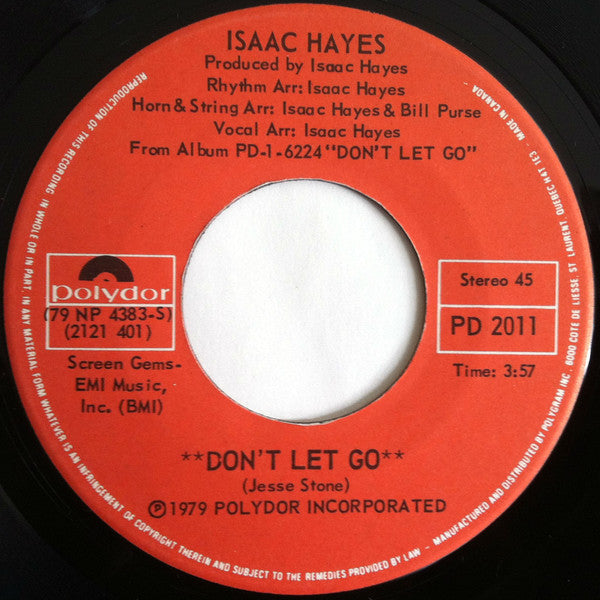 ISAAC HAYES
Produced by Isaac Hayes
Rhythm Arr: Isaac Hayes
Horn & String Arr: Isaac Hayes & Bill Purse
Vocal Arr: Isaac Hayes
From Album PD-1-6224 "DON'T LET GO"
polydor
(79 NP 4383-S)
(2121 401)
Screen Gems-
EMI Music,
Inc. (BMI)
Stereo 45
PD 2011
Time: 3:57
**DON'T LET GO**
(Jesse Stone)
℗ 1979 POLYDOR INCORPORATED
REPRODUCTION OF THIS RECORDING IN WHOLE OR IN PART, IN ANY MATERIAL FORM WHATEVER IS AN INFRINGEMENT OF COPYRIGHT THEREIN AND SUBJECT TO THE REMEDIES PROVIDED BY LAW – MANUFACTURED AND DISTRIBUTED BY POLYGRAM INC. 6000 COTE DE LIESSE, ST LAURENT, QUEBEC H4T 1E3 MADE IN CANADA.